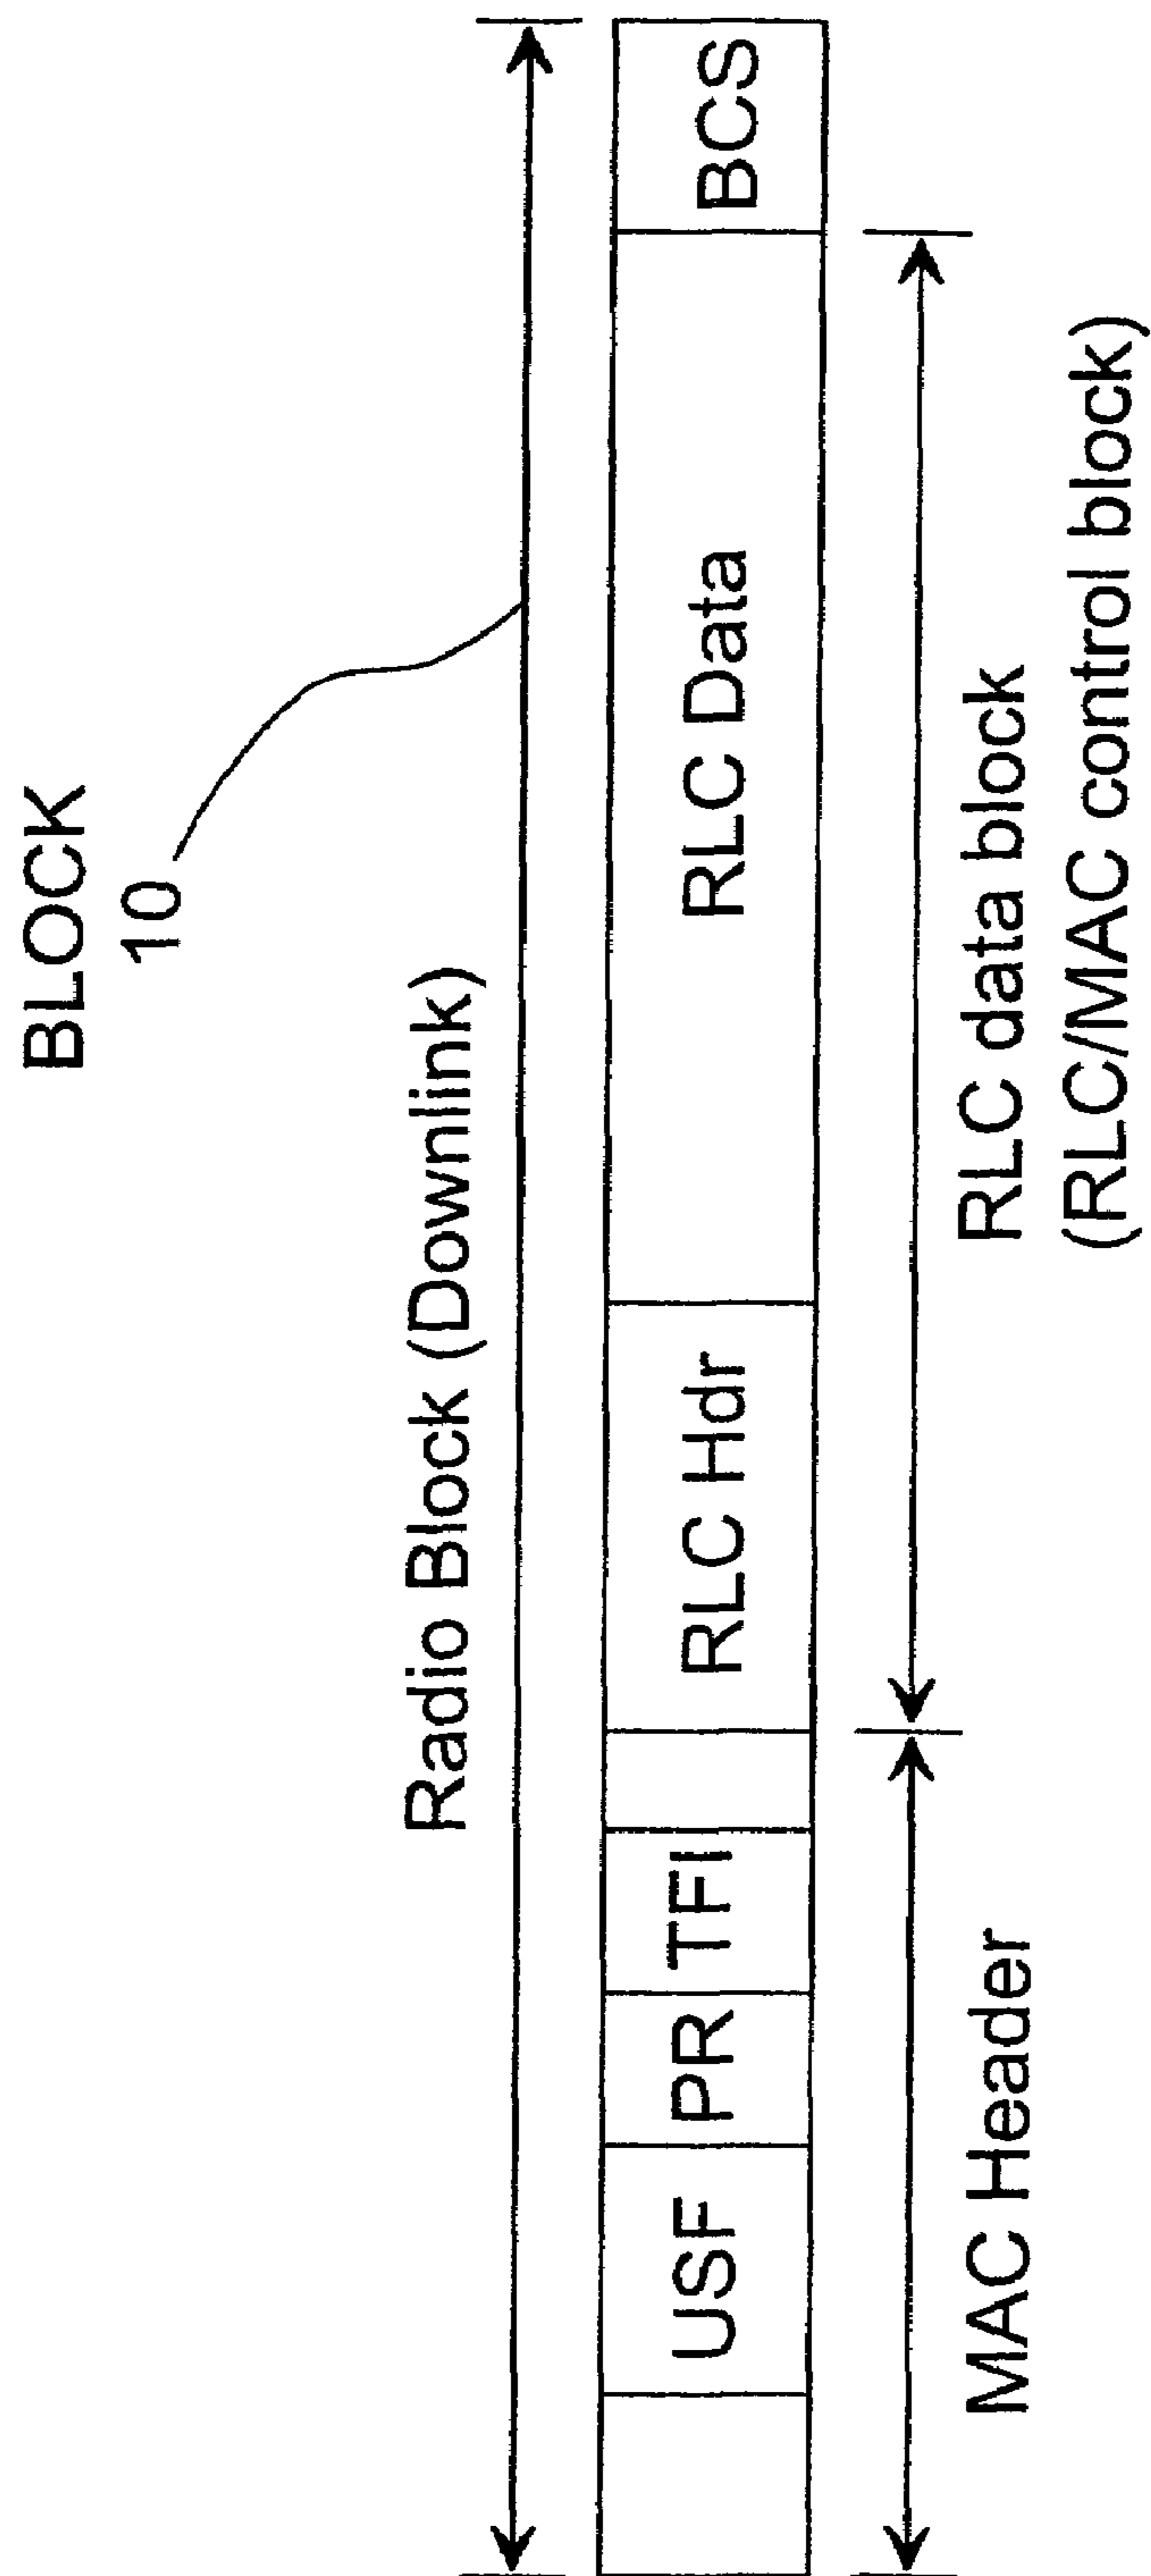 BLOCK
10
Radio Block (Downlink)
USF PR TFI RLC Hdr RLC Data BCS
MAC Header
RLC data block
(RLC/MAC control block)